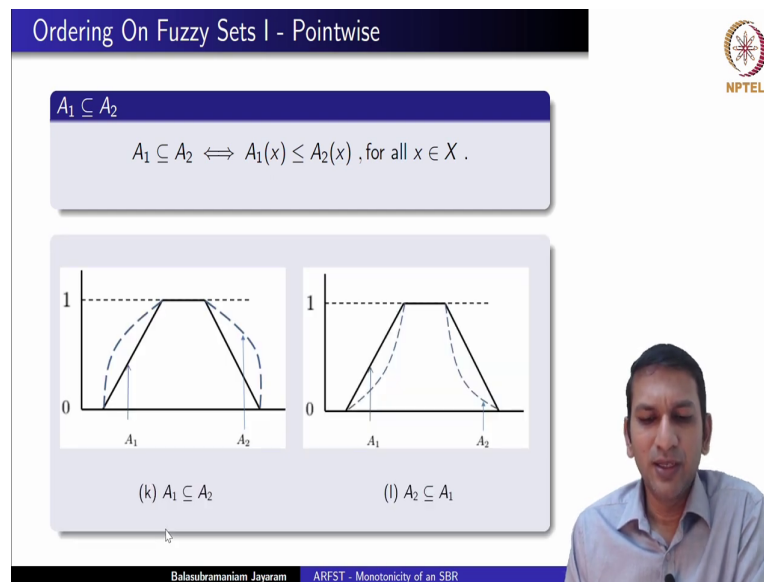 Ordering On Fuzzy Sets I - Pointwise
NPTEL
A₁ ⊆ A₂
A₁ ⊆ A₂ ⟺ A₁(x) ≤ A₂(x) , for all x ∈ X .
1
0
A₁
A₂
(k) A₁ ⊆ A₂
1
0
A₁
A₂
(l) A₂ ⊆ A₁
Balasubramaniam Jayaram
ARFST - Monotonicity of an SBR